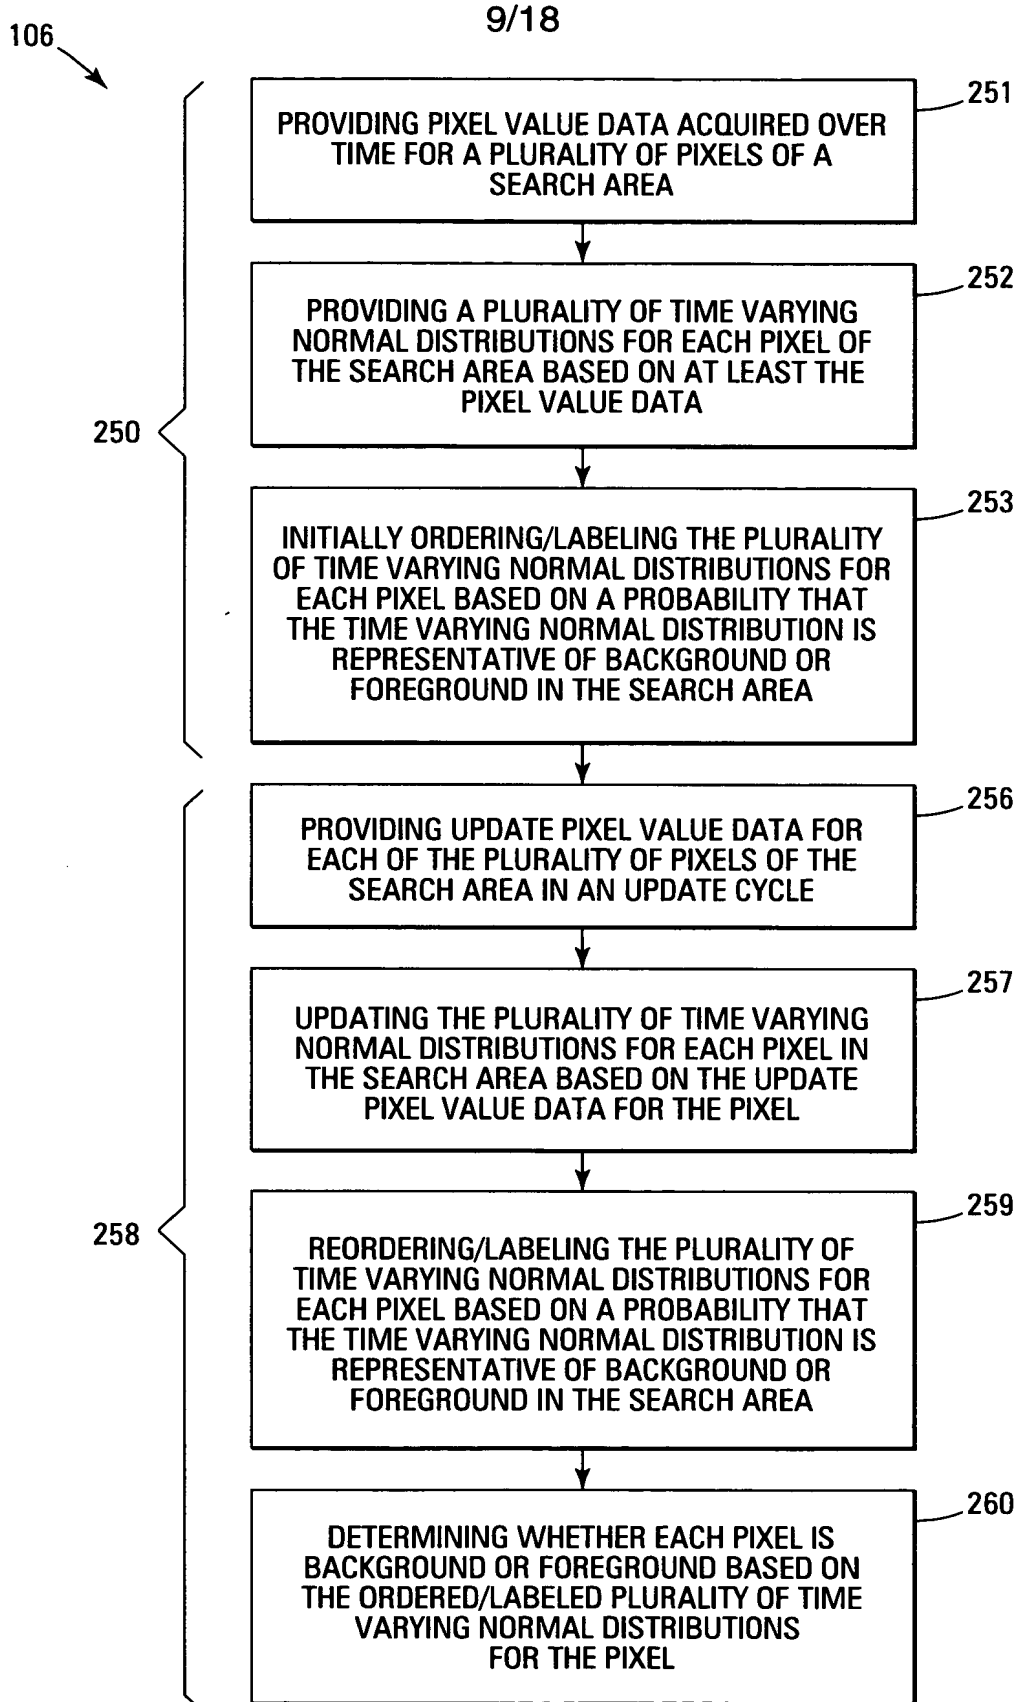 9/18
106
251
PROVIDING PIXEL VALUE DATA ACQUIRED OVER
TIME FOR A PLURALITY OF PIXELS OF A
SEARCH AREA
252
PROVIDING A PLURALITY OF TIME VARYING
NORMAL DISTRIBUTIONS FOR EACH PIXEL OF
THE SEARCH AREA BASED ON AT LEAST THE
PIXEL VALUE DATA
250
253
INITIALLY ORDERING/LABELING THE PLURALITY
OF TIME VARYING NORMAL DISTRIBUTIONS FOR
EACH PIXEL BASED ON A PROBABILITY THAT
THE TIME VARYING NORMAL DISTRIBUTION IS
REPRESENTATIVE OF BACKGROUND OR
FOREGROUND IN THE SEARCH AREA
256
PROVIDING UPDATE PIXEL VALUE DATA FOR
EACH OF THE PLURALITY OF PIXELS OF THE
SEARCH AREA IN AN UPDATE CYCLE
257
UPDATING THE PLURALITY OF TIME VARYING
NORMAL DISTRIBUTIONS FOR EACH PIXEL IN
THE SEARCH AREA BASED ON THE UPDATE
PIXEL VALUE DATA FOR THE PIXEL
258
259
REORDERING/LABELING THE PLURALITY OF
TIME VARYING NORMAL DISTRIBUTIONS FOR
EACH PIXEL BASED ON A PROBABILITY THAT
THE TIME VARYING NORMAL DISTRIBUTION IS
REPRESENTATIVE OF BACKGROUND OR
FOREGROUND IN THE SEARCH AREA
260
DETERMINING WHETHER EACH PIXEL IS
BACKGROUND OR FOREGROUND BASED ON
THE ORDERED/LABELED PLURALITY OF TIME
VARYING NORMAL DISTRIBUTIONS
FOR THE PIXEL